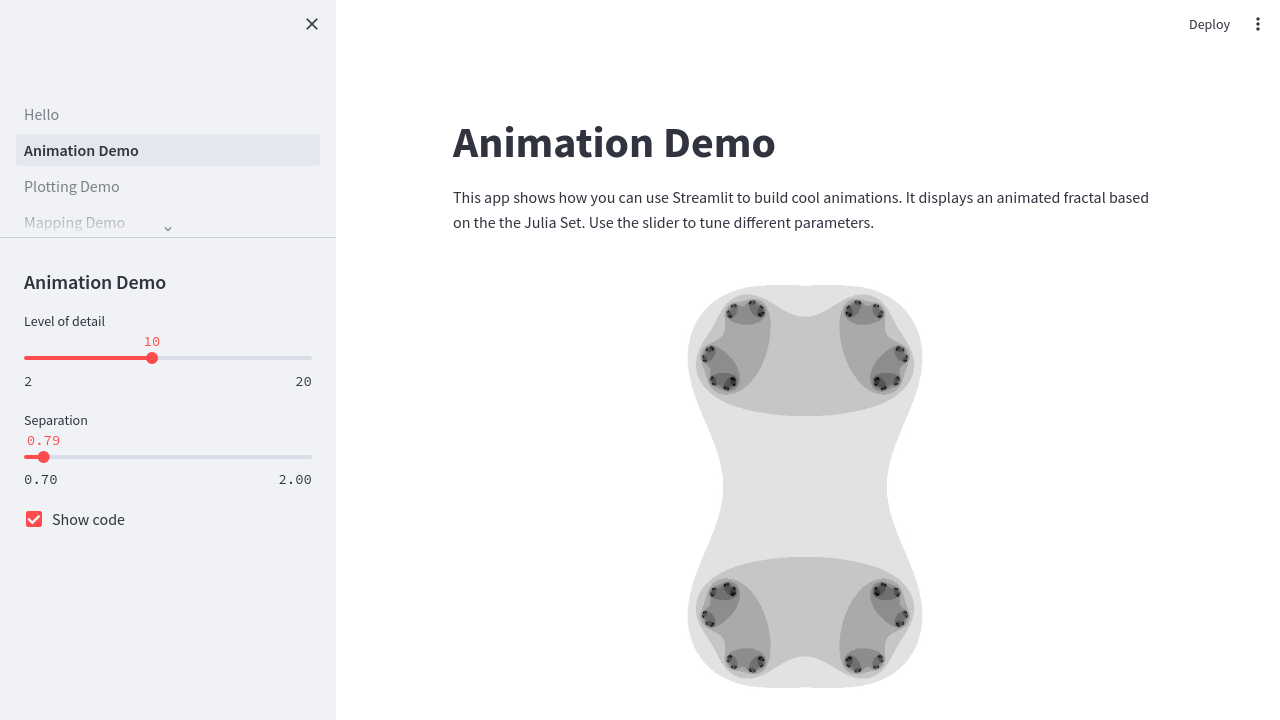 Deploy
Hello
Animation Demo
Plotting Demo
Mapping Demo
Animation Demo
Level of detail
10
2 20
Separation
0.79
0.70 2.00
Show code
Animation Demo
This app shows how you can use Streamlit to build cool animations. It displays an animated fractal based
on the the Julia Set. Use the slider to tune different parameters.